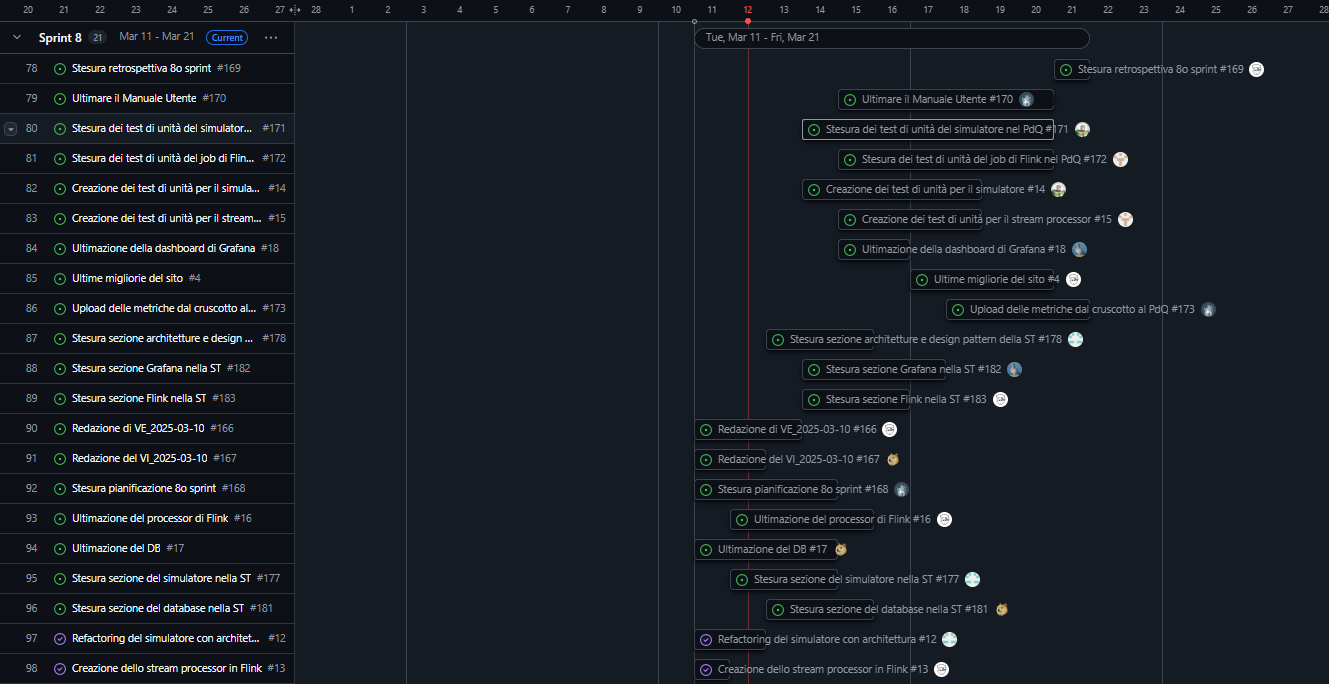 20 21 22 23 24 25 26 27 28 1 2 3 4 5 6 7 8 9 10 11 12 13 14 15 16 17 18 19 20 21 22 23 24 25 26 27 28
Sprint 8 21 Mar 11 - Mar 21 Current ... Tue, Mar 11 - Fri, Mar 21
78 Stesura retrospettiva 8o sprint #169 Stesura retrospettiva 8o sprint #169
79 Ultimare il Manuale Utente #170 Ultimare il Manuale Utente #170
80 Stesura dei test di unità del simulator... #171 Stesura dei test di unità del simulatore nel PdQ #171
81 Stesura dei test di unità del job di Flin... #172 Stesura dei test di unità del job di Flink nel PdQ #172
82 Creazione dei test di unità per il simula... #14 Creazione dei test di unità per il simulatore #14
83 Creazione dei test di unità per il stream... #15 Creazione dei test di unità per il stream processor #15
84 Ultimazione della dashboard di Grafana #18 Ultimazione della dashboard di Grafana #18
85 Ultime migliorie del sito #4 Ultime migliorie del sito #4
86 Upload delle metriche dal cruscotto al... #173 Upload delle metriche dal cruscotto al PdQ #173
87 Stesura sezione architetture e design ... #178 Stesura sezione architetture e design pattern della ST #178
88 Stesura sezione Grafana nella ST #182 Stesura sezione Grafana nella ST #182
89 Stesura sezione Flink nella ST #183 Stesura sezione Flink nella ST #183
90 Redazione di VE_2025-03-10 #166 Redazione di VE_2025-03-10 #166
91 Redazione del VI_2025-03-10 #167 Redazione del VI_2025-03-10 #167
92 Stesura pianificazione 8o sprint #168 Stesura pianificazione 8o sprint #168
93 Ultimazione del processor di Flink #16 Ultimazione del processor di Flink #16
94 Ultimazione del DB #17 Ultimazione del DB #17
95 Stesura sezione del simulatore nella ST #177 Stesura sezione del simulatore nella ST #177
96 Stesura sezione del database nella ST #181 Stesura sezione del database nella ST #181
97 Refactoring del simulatore con architet... #12 Refactoring del simulatore con architettura #12
98 Creazione dello stream processor in Flink #13 Creazione dello stream processor in Flink #13